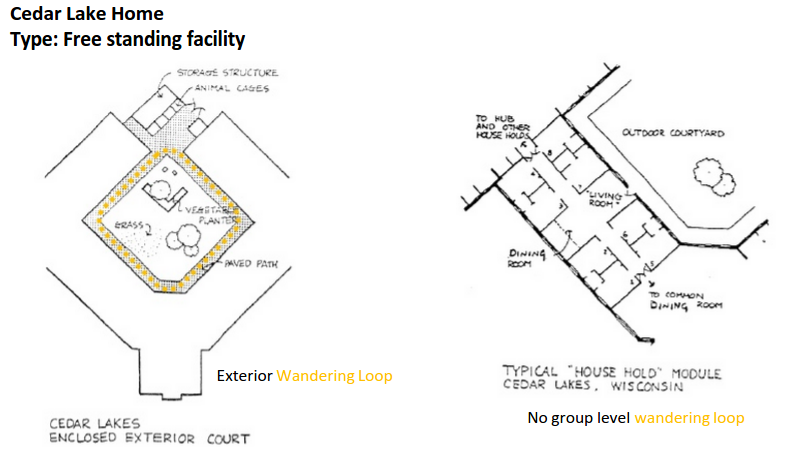 Cedar Lake Home
Type: Free standing facility
STORAGE STRUCTURE
ANIMAL CAGES
VEGETABLE
PLANTER
GRASS
PAVED PATH
Exterior Wandering Loop
CEDAR LAKES
ENCLOSED EXTERIOR COURT
TO HUB
AND OTHER
HOUSE HOLDS
OUTDOOR COURTYARD
"LIVING
ROOM"
DINING
ROOM
TO COMMON
DINING ROOM
TYPICAL "HOUSE HOLD" MODULE
CEDAR LAKES, WISCONSIN
No group level wandering loop